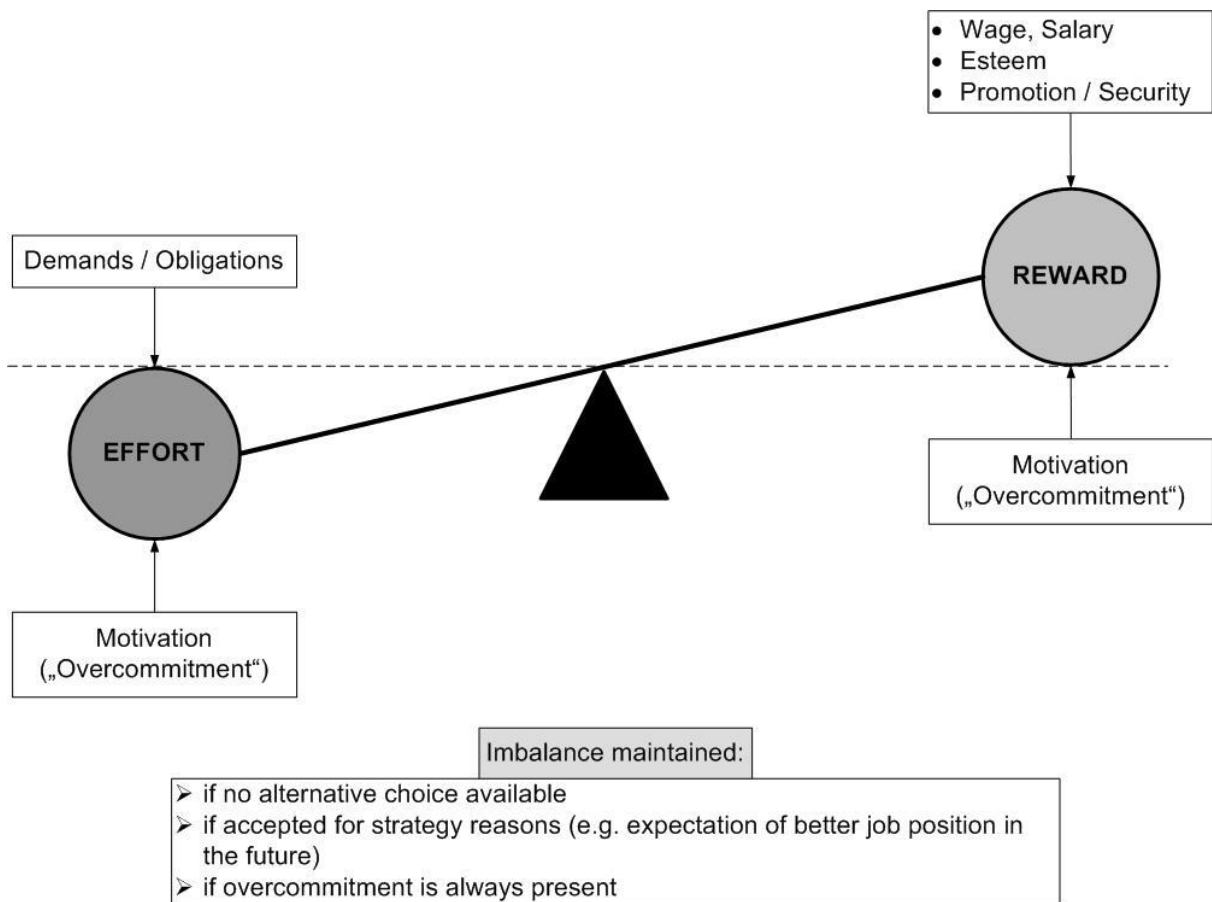 • Wage, Salary
• Esteem
• Promotion / Security
Demands / Obligations
REWARD
EFFORT
Motivation
(„Overcommitment“)
Motivation
(„Overcommitment“)
Imbalance maintained:
➢ if no alternative choice available
➢ if accepted for strategy reasons (e.g. expectation of better job position in
the future)
➢ if overcommitment is always present